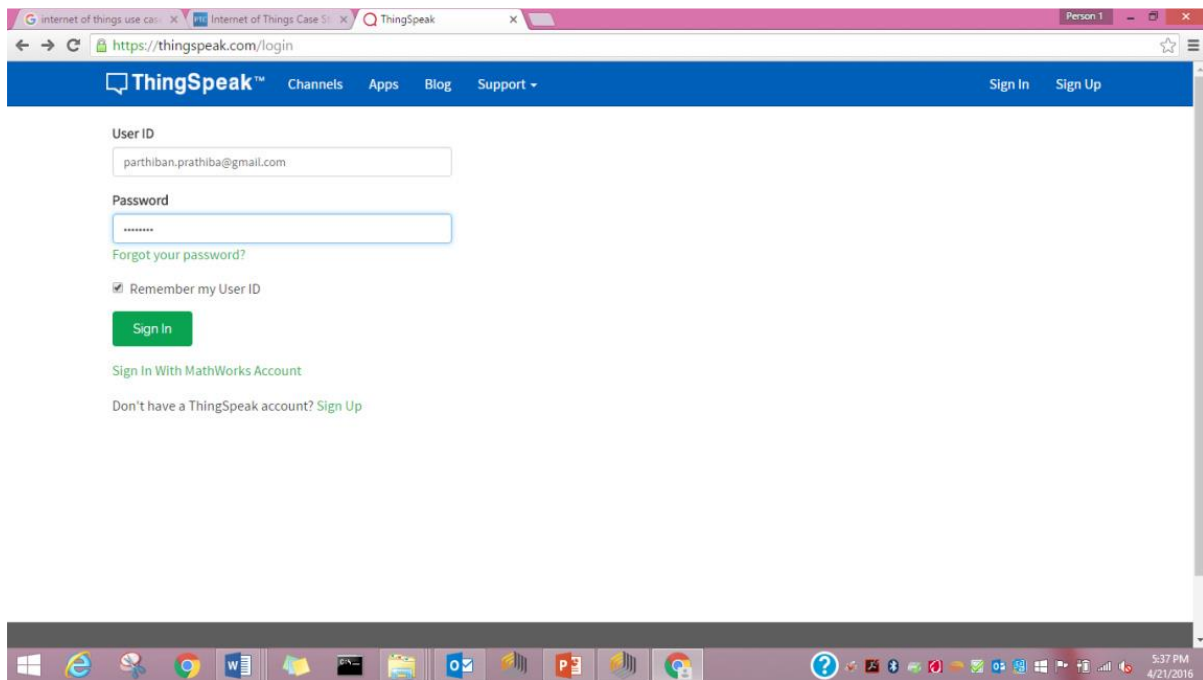 internet of things use cas
PTC Internet of Things Case St
ThingSpeak
Person 1
https://thingspeak.com/login
ThingSpeak™ Channels Apps Blog Support Sign In Sign Up
User ID
parthiban.prathiba@gmail.com
Password
••••••••
Forgot your password?
Remember my User ID
Sign In
Sign In With MathWorks Account
Don't have a ThingSpeak account? Sign Up
5:37 PM
4/21/2016